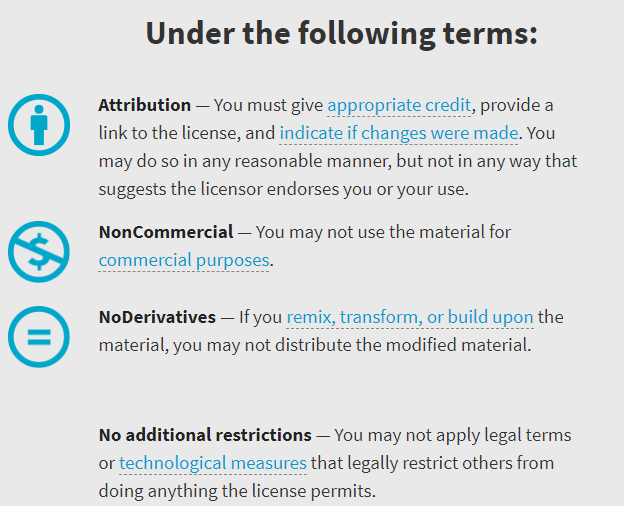 Under the following terms:
Attribution — You must give appropriate credit, provide a
link to the license, and indicate if changes were made. You
may do so in any reasonable manner, but not in any way that
suggests the licensor endorses you or your use.
NonCommercial — You may not use the material for
commercial purposes.
NoDerivatives — If you remix, transform, or build upon the
material, you may not distribute the modified material.
No additional restrictions — You may not apply legal terms
or technological measures that legally restrict others from
doing anything the license permits.